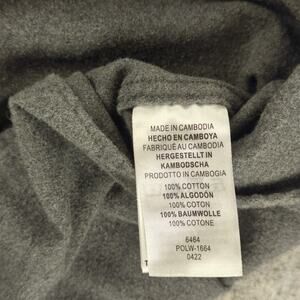 MADE IN CAMBODIA
HECHO EN CAMBOYA
FABRIQUÉ AU CAMBODIA
HERGESTELLT IN
KAMBODSCHA
PRODOTTO IN CAMBOGIA
100% COTTON
100% ALGODÓN
100% COTON
100% BAUMWOLLE
100% COTONE
6464
POLW-1664
0422